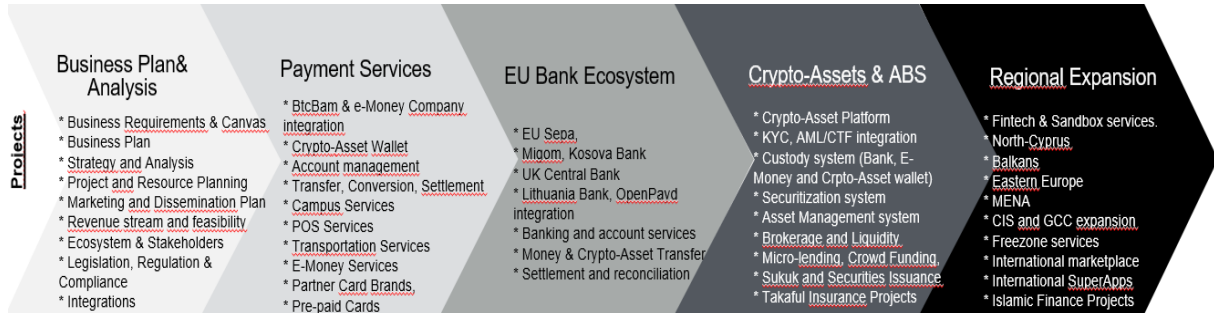 Projects
Business Plan&
Analysis
* Business Requirements & Canvas
* Business Plan
* Strategy and Analysis
* Project and Resource Planning
* Marketing and Dissemination Plan
* Revenue stream and feasibility
* Ecosystem & Stakeholders
* Legislation, Regulation &
Compliance
* Integrations
Payment Services
* BtcBam & e-Money Company
integration
* Crypto-Asset Wallet
* Account management
* Transfer, Conversion, Settlement
* Campus Services
* POS Services
* Transportation Services
* E-Money Services
* Partner Card Brands,
* Pre-paid Cards
EU Bank Ecosystem
* EU Sepa,
* Migom, Kosova Bank
* UK Central Bank
* Lithuania Bank, OpenPayd
integration
* Banking and account services
* Money & Crypto-Asset Transfer
* Settlement and reconciliation
Crypto-Assets & ABS
* Crypto-Asset Platform
* KYC, AML/CTF integration
* Custody system (Bank, E-
Money and Crpto-Asset wallet)
* Securitization system
* Asset Management system
* Brokerage and Liquidity
* Micro-lending, Crowd Funding,
* Sukuk and Securities Issuance
* Takaful Insurance Projects
Regional Expansion
* Fintech & Sandbox services.
* North-Cyprus
* Balkans
* Eastern Europe
* MENA
* CIS and GCC expansion
* Freezone services
* International marketplace
* International SuperApps
* Islamic Finance Projects